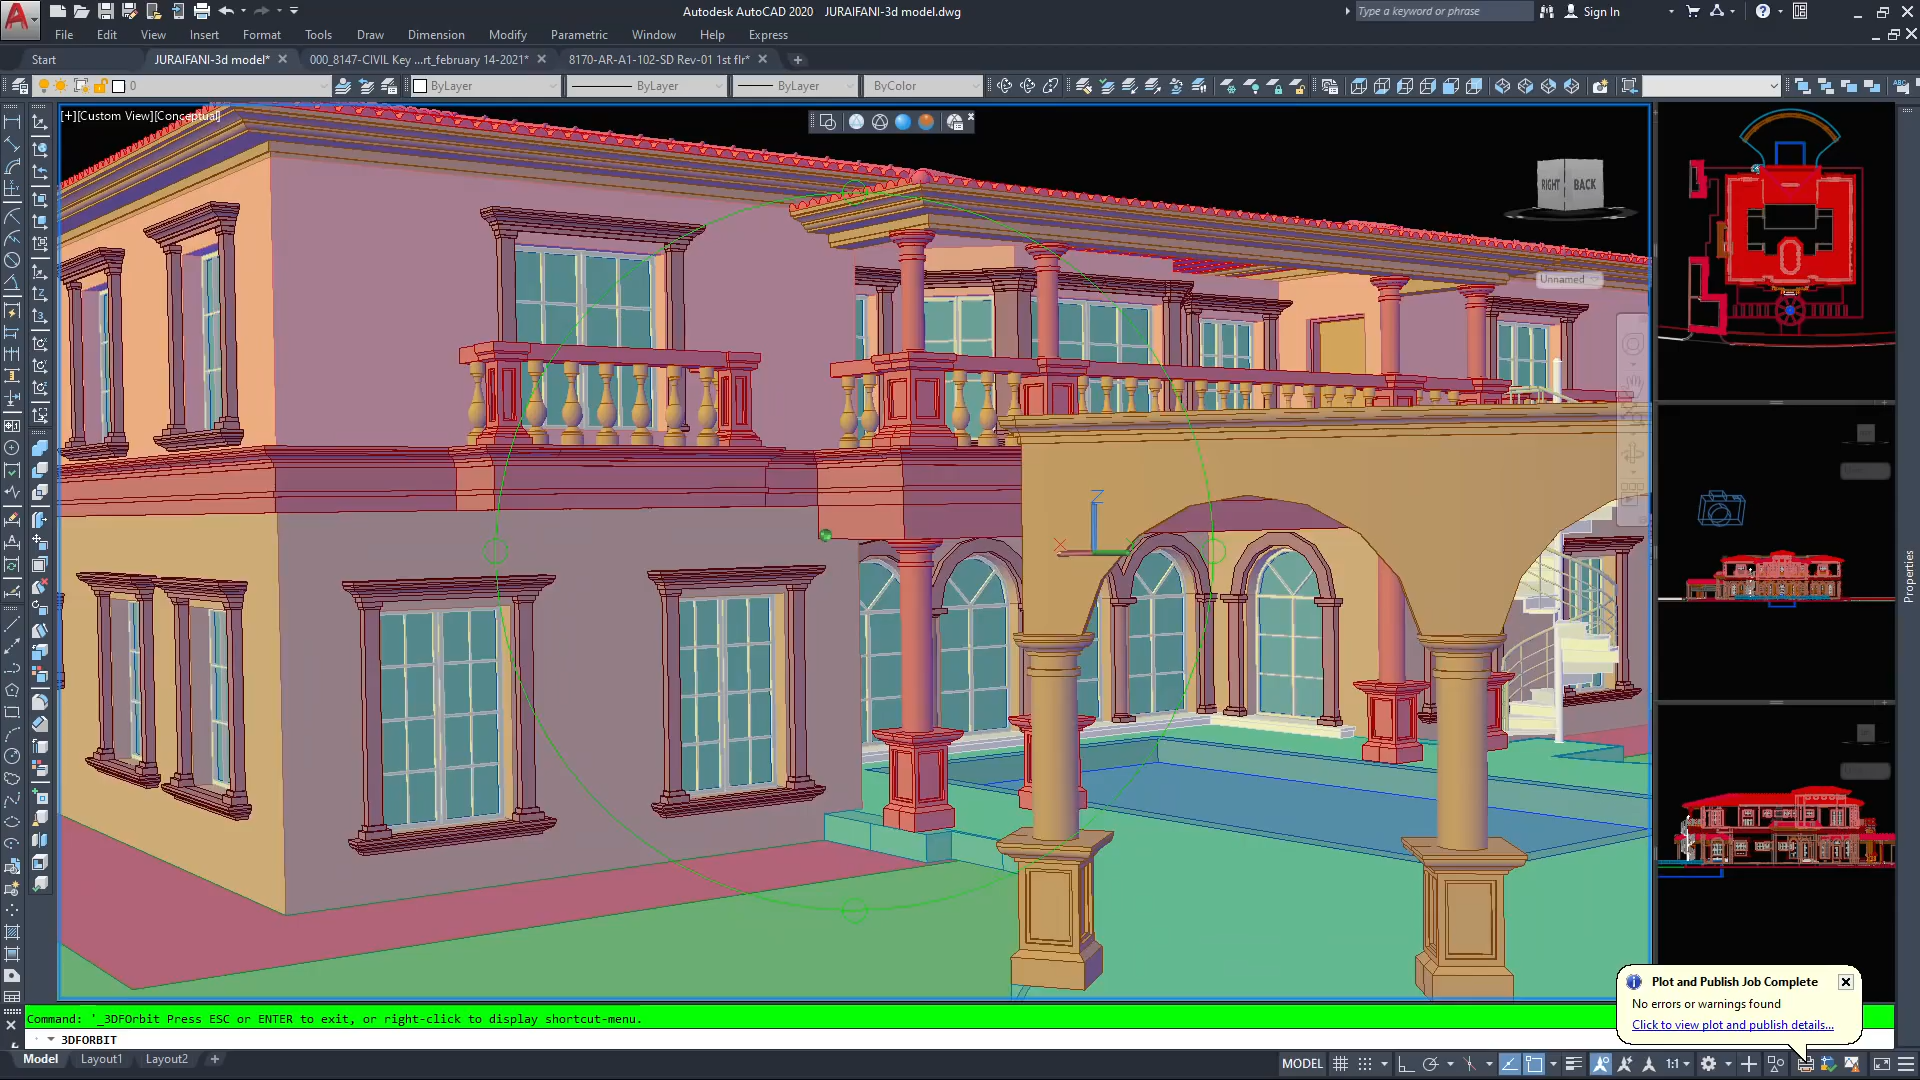 Autodesk AutoCAD 2020   JURAIFANI-3d model.dwg
Type a keyword or phrase
Sign In
File Edit View Insert Format Tools Draw Dimension Modify Parametric Window Help Express
Start
JURAIFANI-3d model*
000_8147-CIVIL Key ...rt_february 14-2021*
8170-AR-A1-102-SD Rev-01 1st flr*
0
ByLayer
ByLayer
ByLayer
ByColor
[+][Custom View][Conceptual]
RIGHT BACK
Unnamed
Z
X
Properties
Plot and Publish Job Complete
No errors or warnings found
Click to view plot and publish details...
Command: '_3DFOrbit Press ESC or ENTER to exit, or right-click to display shortcut-menu.
3DFORBIT
Model Layout1 Layout2 +
MODEL
1:1